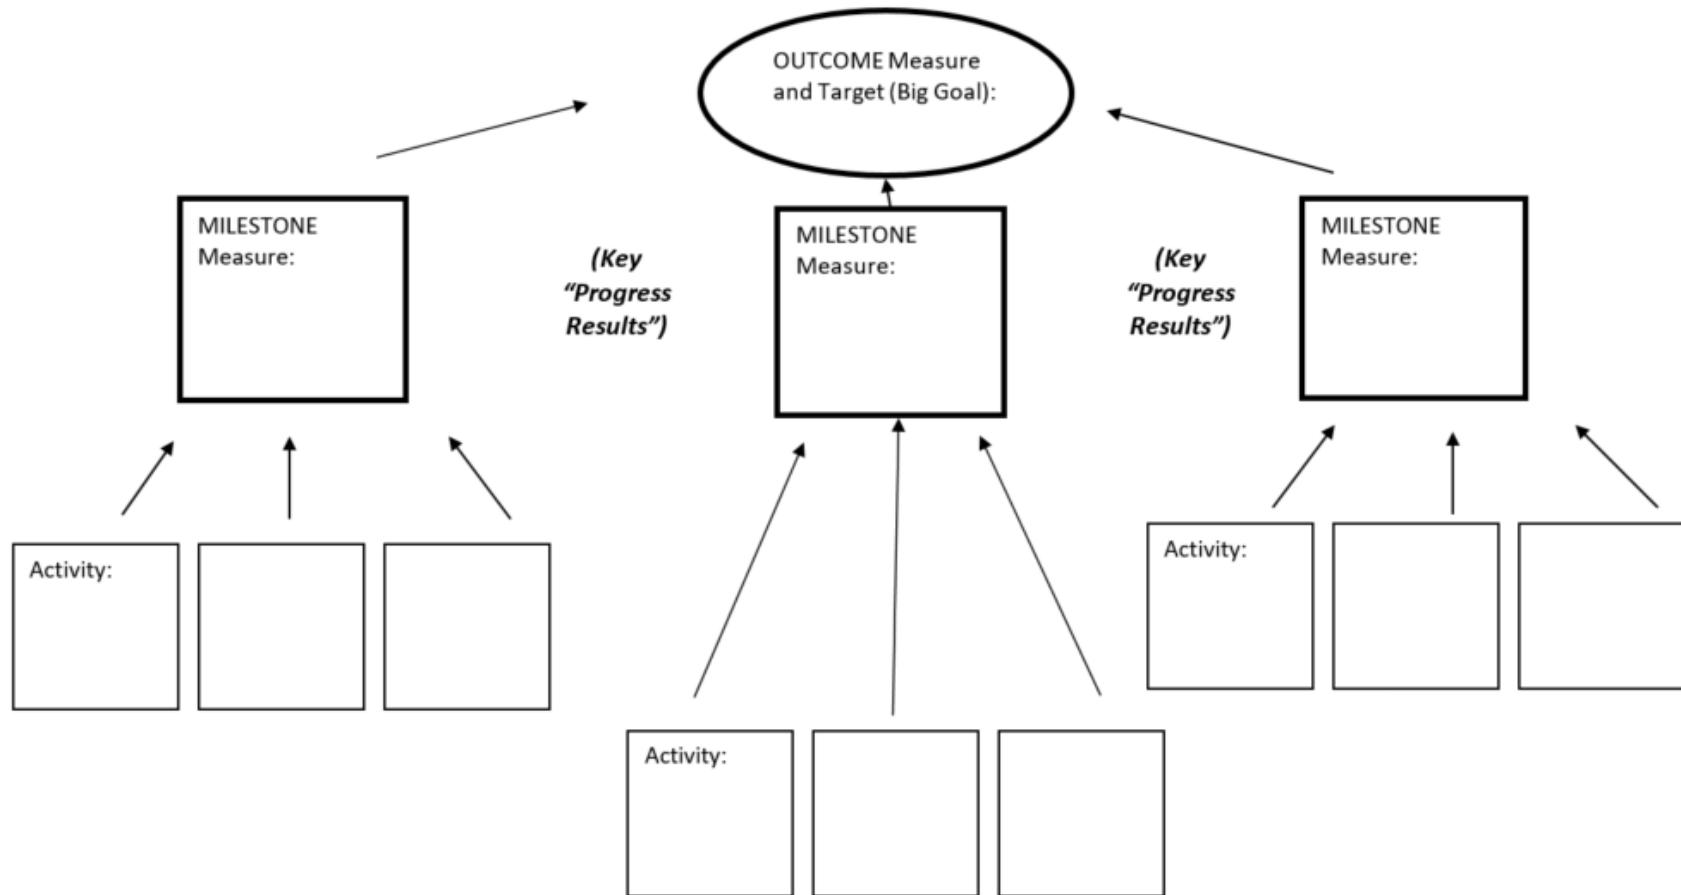 OUTCOME Measure
and Target (Big Goal):
MILESTONE
Measure:
(Key
“Progress
Results”)
MILESTONE
Measure:
(Key
“Progress
Results”)
MILESTONE
Measure:
Activity:
Activity:
Activity: